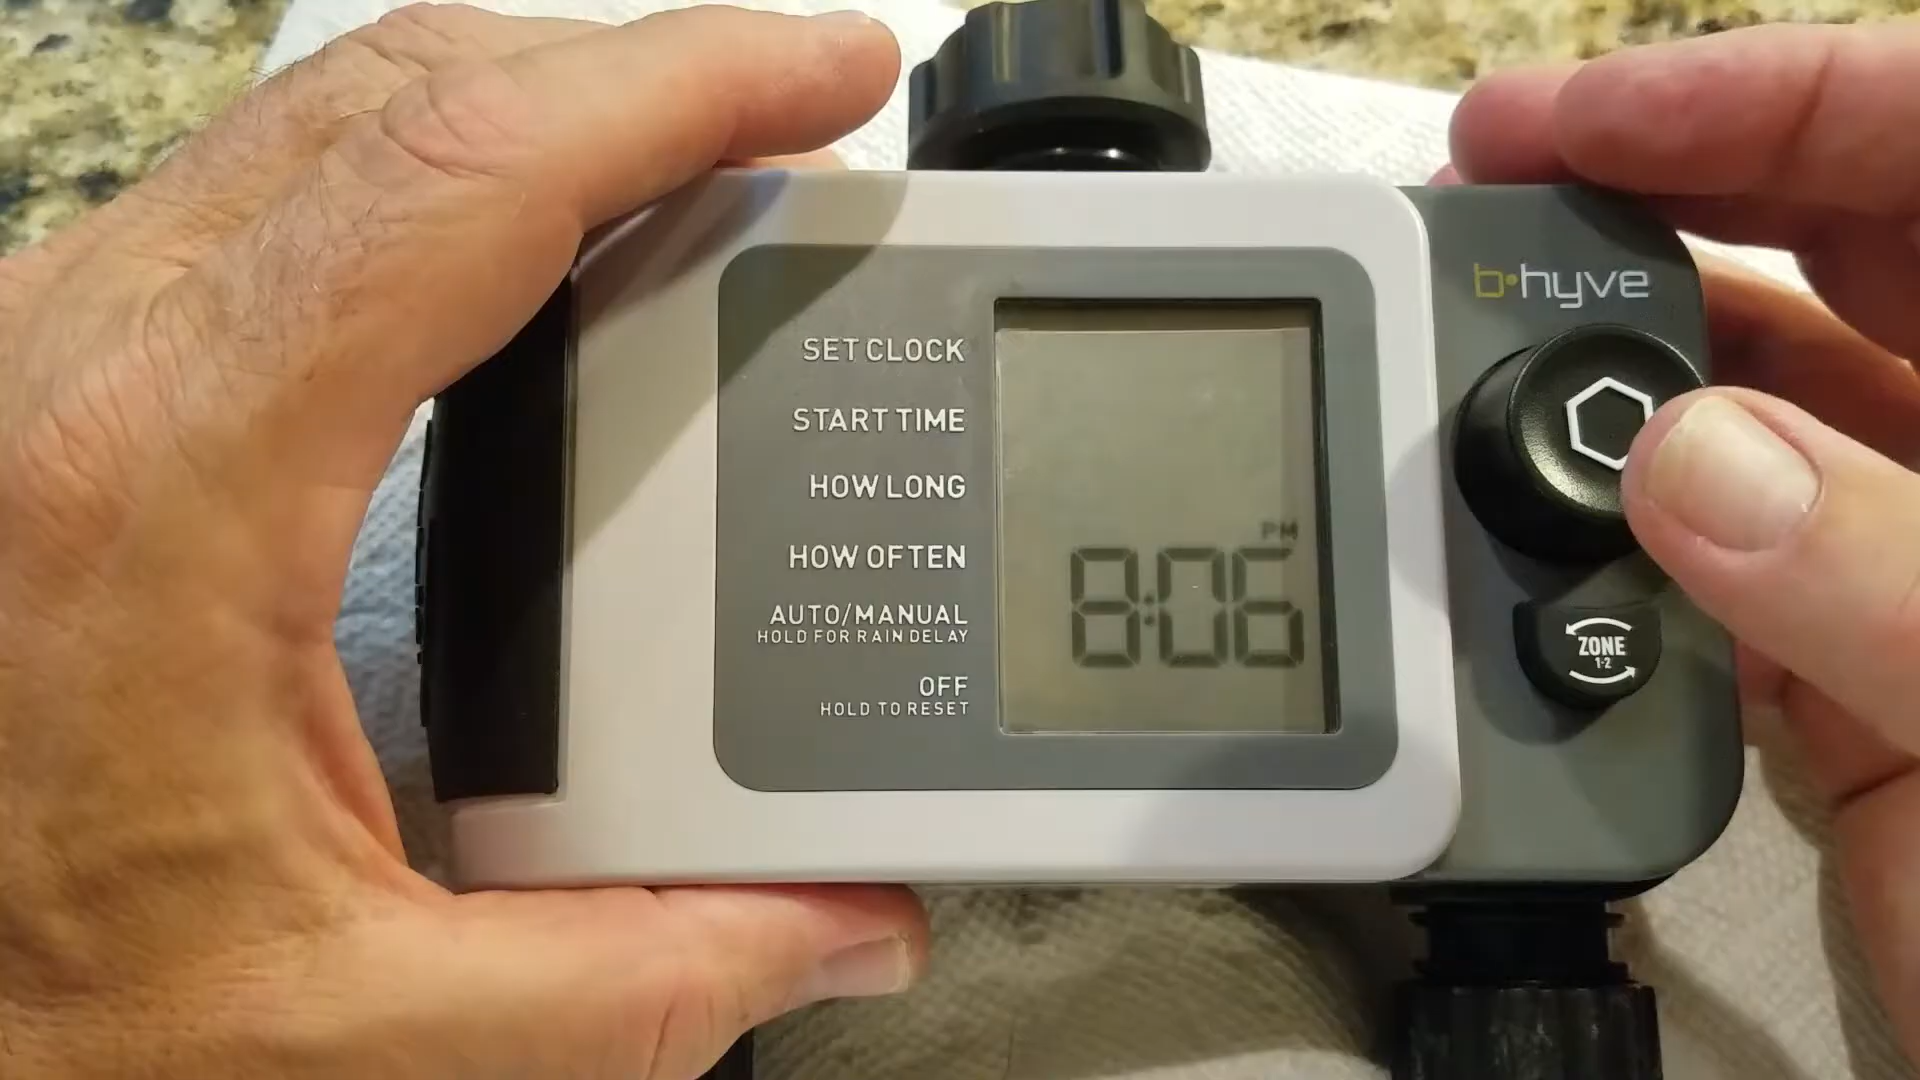 b•hyve
SET CLOCK
START TIME
HOW LONG
HOW OFTEN
AUTO/MANUAL
HOLD FOR RAIN DELAY
OFF
HOLD TO RESET
PM
8:06
ZONE
1-2